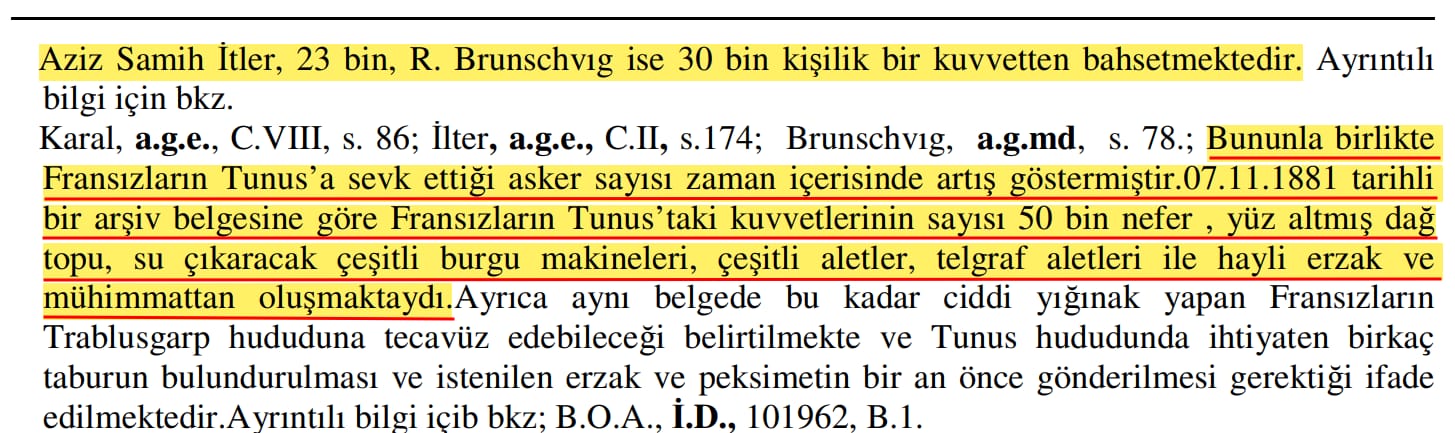 Aziz Samih İtler, 23 bin, R. Brunschvıg ise 30 bin kişilik bir kuvvetten bahsetmektedir. Ayrıntılı
bilgi için bkz.
Karal, a.g.e., C.VIII, s. 86; İlter, a.g.e., C.II, s.174; Brunschvıg, a.g.md, s. 78.; Bununla birlikte
Fransızların Tunus’a sevk ettiği asker sayısı zaman içerisinde artış göstermiştir.07.11.1881 tarihli
bir arşiv belgesine göre Fransızların Tunus’taki kuvvetlerinin sayısı 50 bin nefer , yüz altmış dağ
topu, su çıkaracak çeşitli burgu makineleri, çeşitli aletler, telgraf aletleri ile hayli erzak ve
mühimmattan oluşmaktaydı.Ayrıca aynı belgede bu kadar ciddi yığınak yapan Fransızların
Trablusgarp hududuna tecavüz edebileceği belirtilmekte ve Tunus hududunda ihtiyaten birkaç
taburun bulundurulması ve istenilen erzak ve peksimetin bir an önce gönderilmesi gerektiği ifade
edilmektedir.Ayrıntılı bilgi içib bkz; B.O.A., İ.D., 101962, B.1.